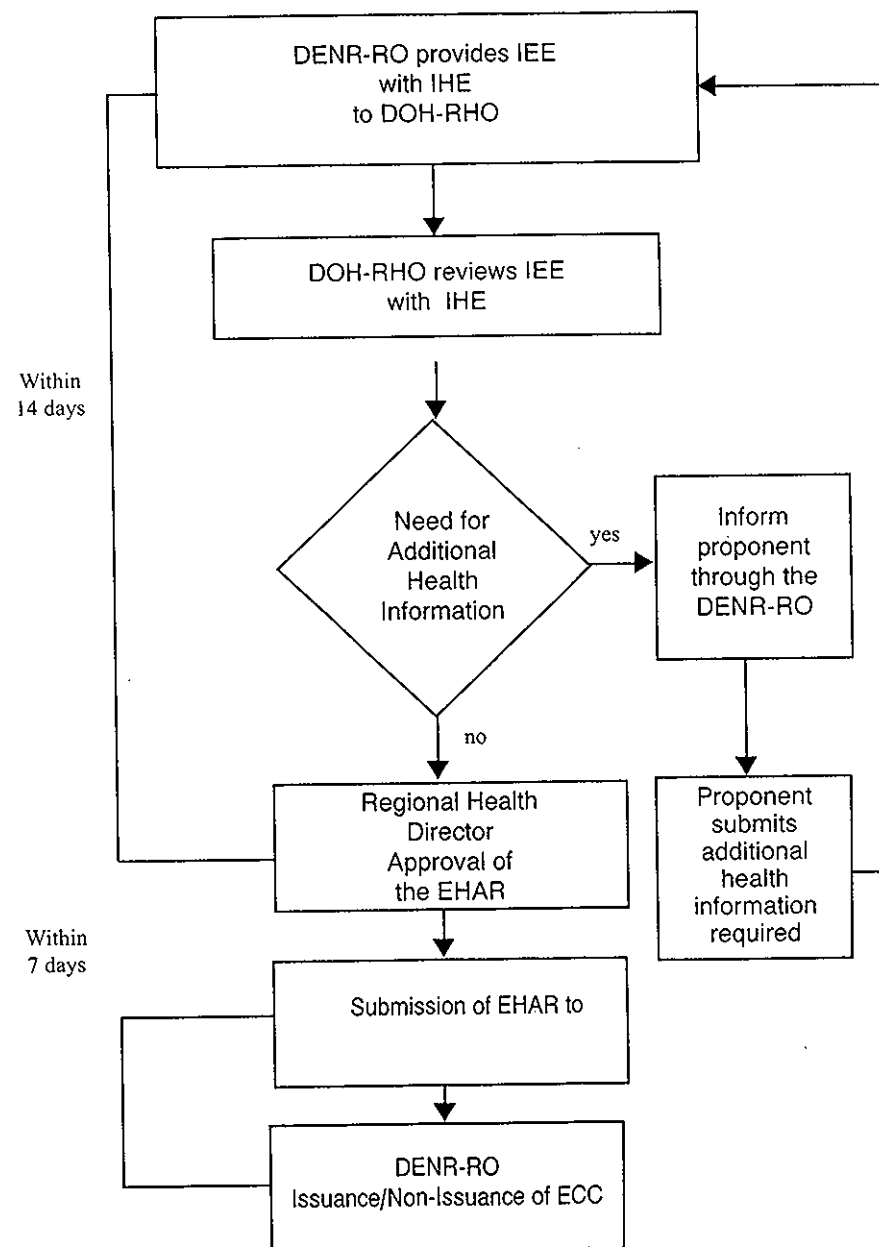 DENR-RO provides IEE
with IHE
to DOH-RHO
DOH-RHO reviews IEE
with IHE
Within
14 days
Need for
Additional
Health
Information
yes
Inform
proponent
through the
DENR-RO
no
Regional Health
Director
Approval of
the EHAR
Proponent
submits
additional
health
information
required
Within
7 days
Submission of EHAR to
DENR-RO
Issuance/Non-Issuance of ECC